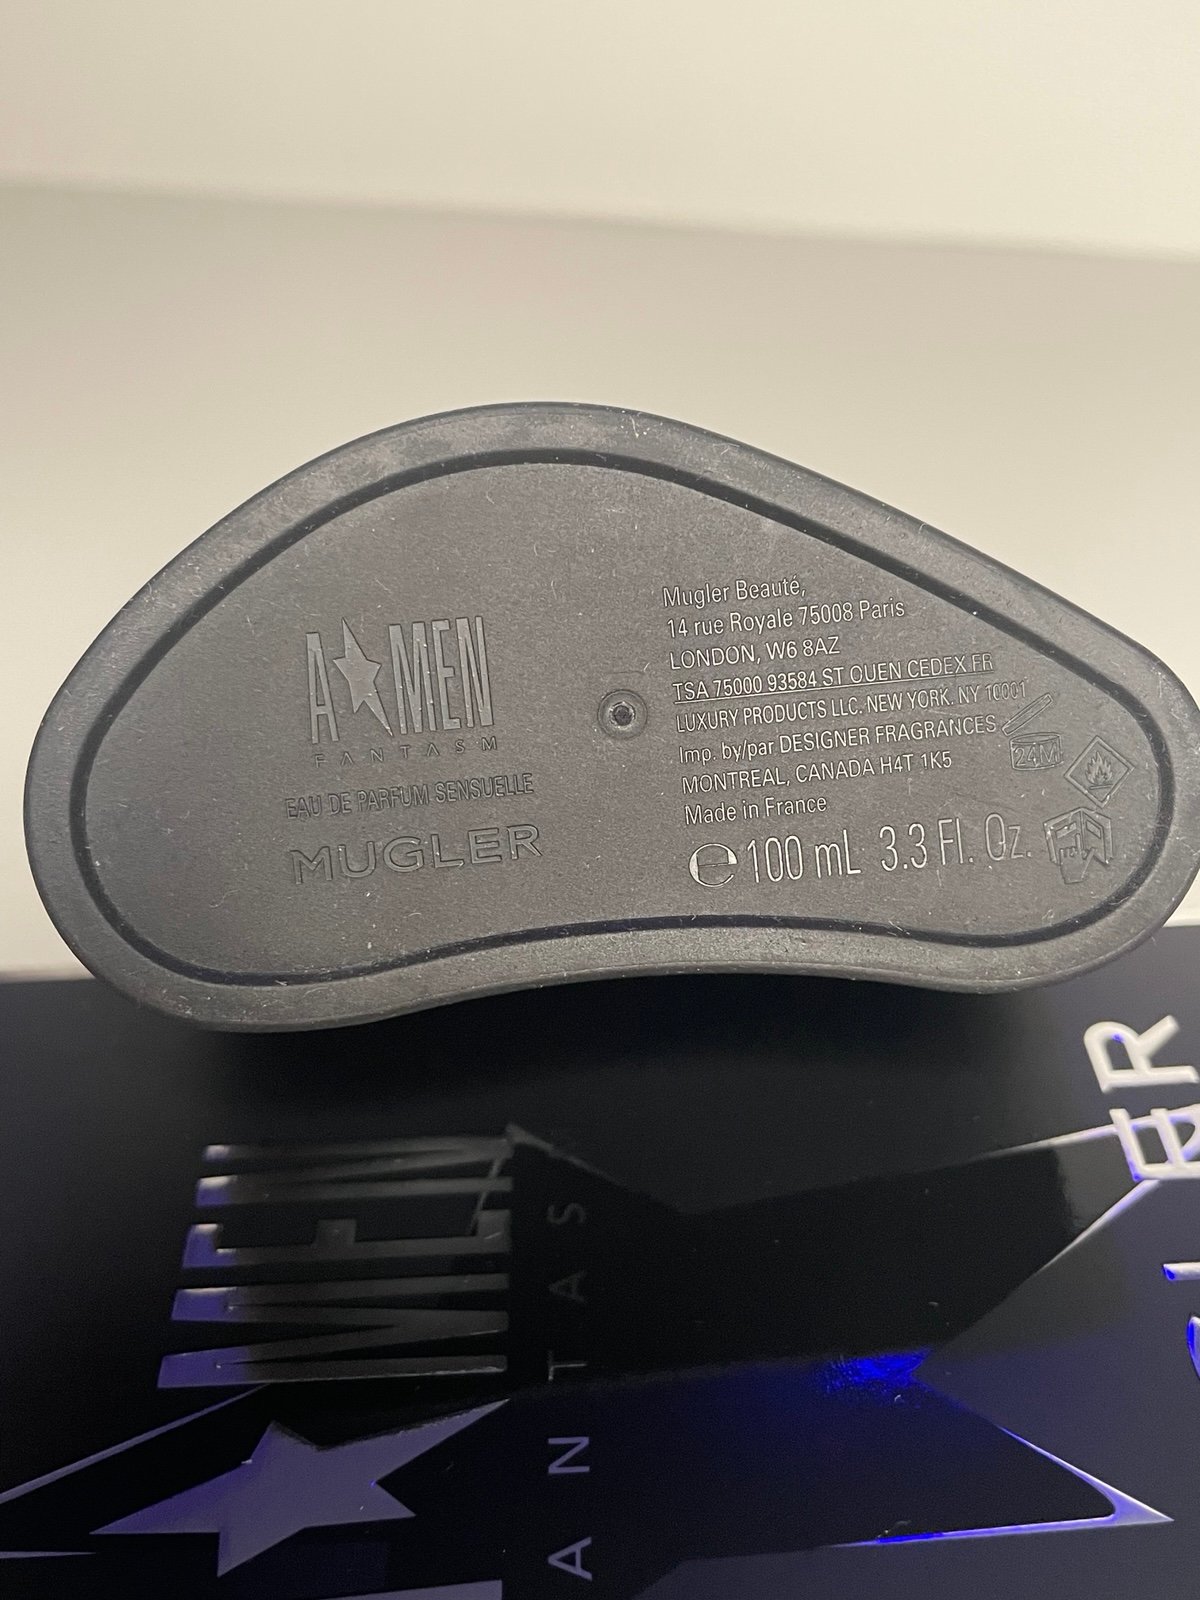 A★MEN
FANTASM
EAU DE PARFUM SENSUELLE
MUGLER
Mugler Beauté,
14 rue Royale 75008 Paris
LONDON, W6 8AZ
TSA 75000 93584 ST OUEN CEDEX FR
LUXURY PRODUCTS LLC. NEW YORK. NY 10001
Imp. by/par DESIGNER FRAGRANCES
MONTREAL, CANADA H4T 1K5
Made in France
24M
℮ 100 mL 3.3 Fl. Oz.
★MEN
ANTAS